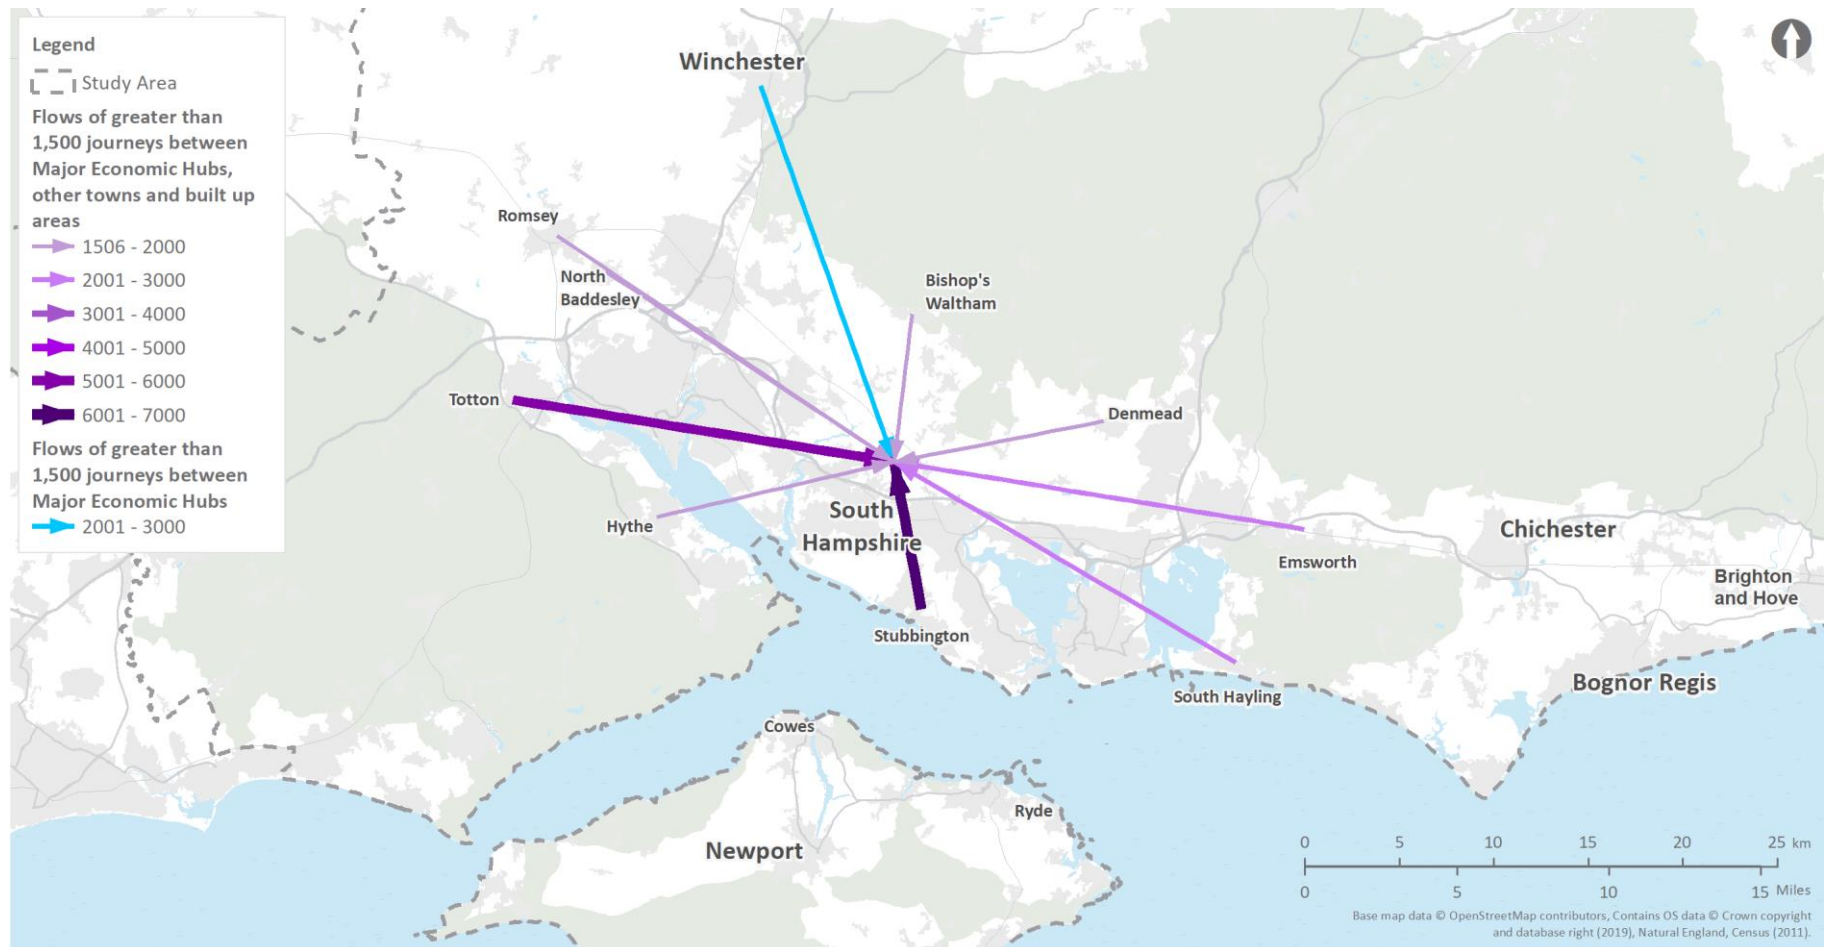 Legend
Study Area
Flows of greater than
1,500 journeys between
Major Economic Hubs,
other towns and built up
areas
1506 - 2000
2001 - 3000
3001 - 4000
4001 - 5000
5001 - 6000
6001 - 7000
Flows of greater than
1,500 journeys between
Major Economic Hubs
2001 - 3000
Winchester
Romsey
North
Baddesley
Bishop's
Waltham
Totton
Denmead
Hythe
South
Hampshire
Chichester
Emsworth
Brighton
and Hove
Stubbington
South Hayling
Bognor Regis
Cowes
Ryde
Newport
0 5 10 15 20 25 km
0 5 10 15 Miles
Base map data © OpenStreetMap contributors, Contains OS data © Crown copyright
and database right (2019), Natural England, Census (2011).